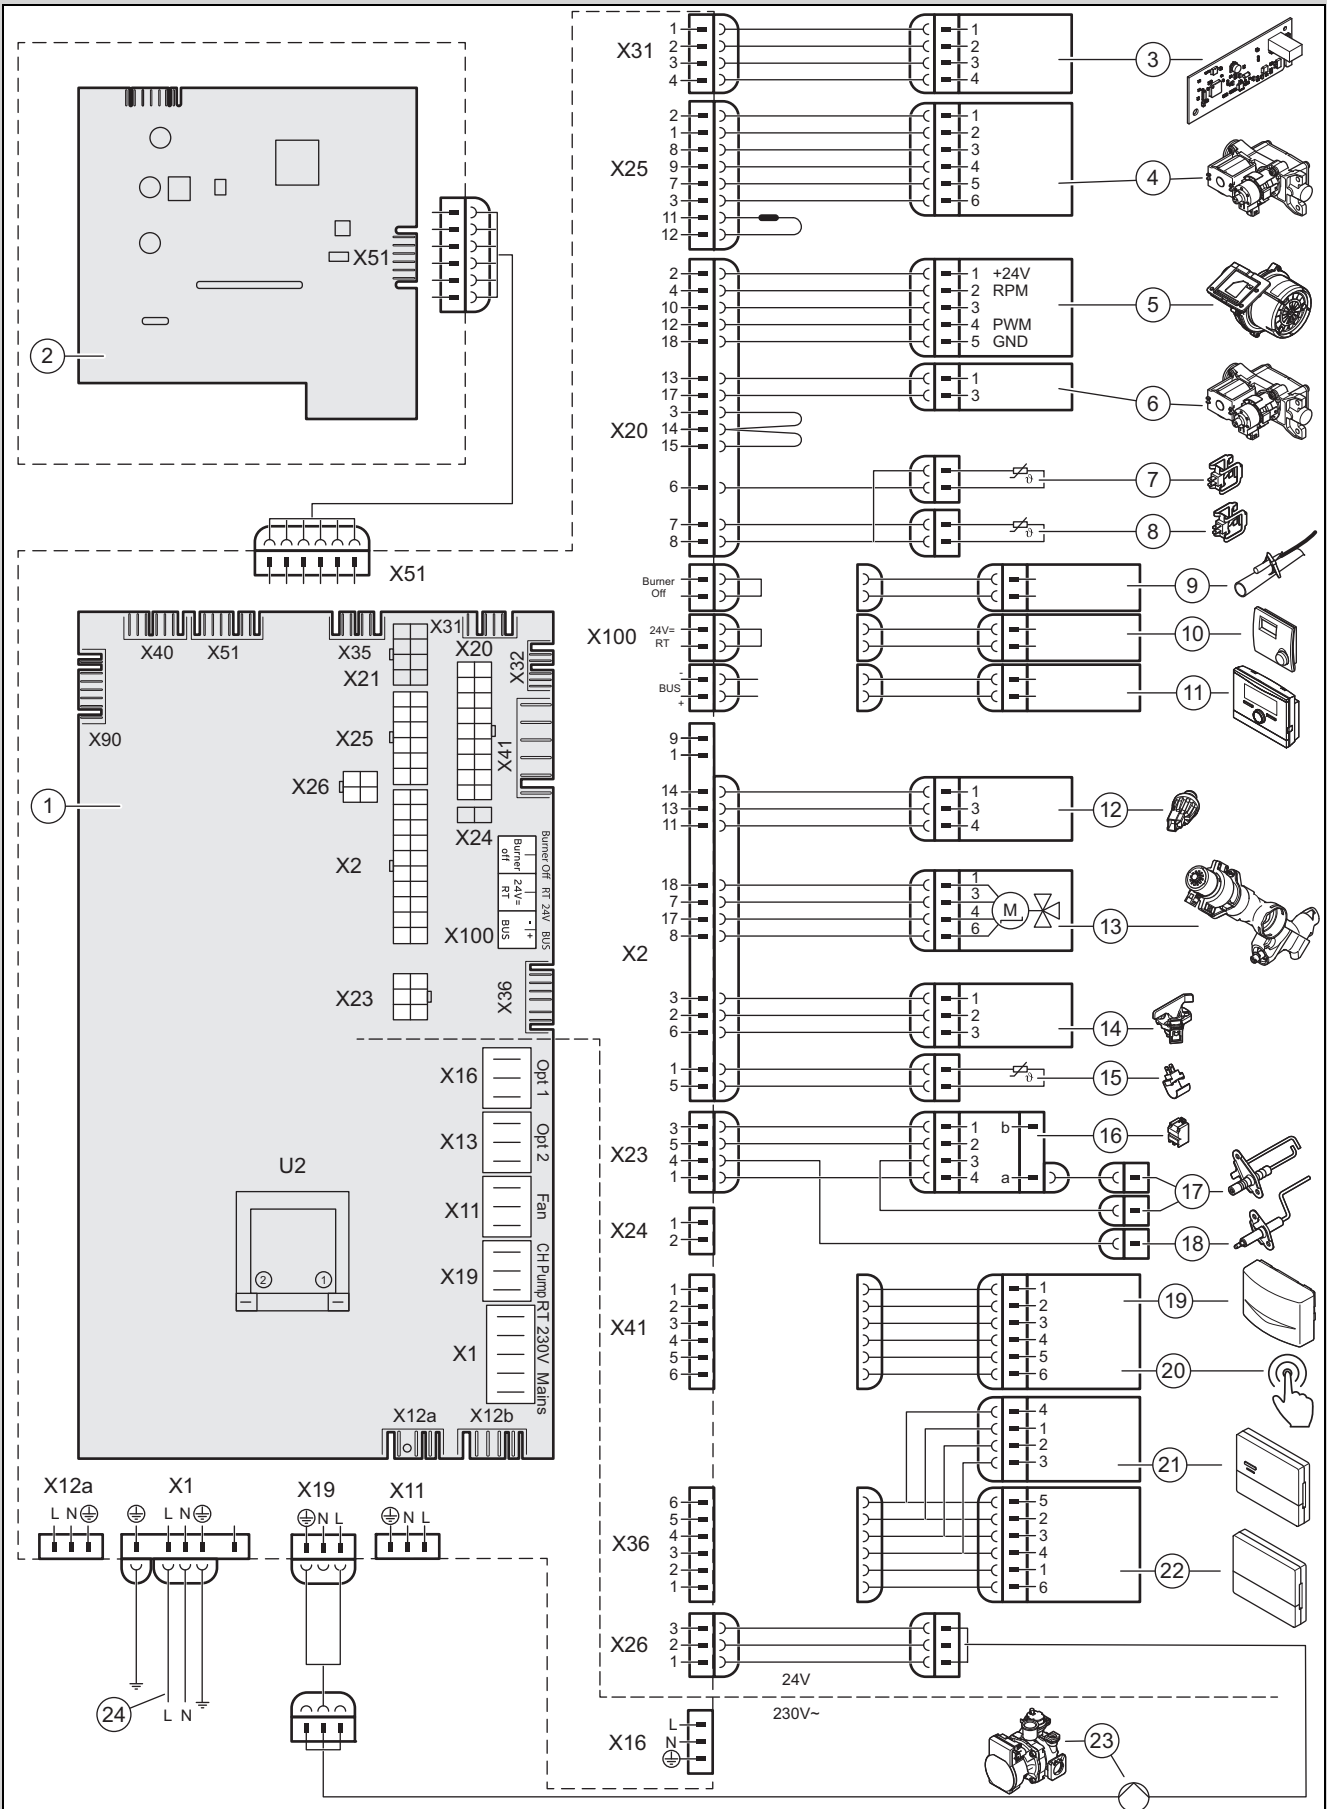 X31
1 1
2 2
3 3
4 4
3
X25
2 1
1 2
8 3
9 4
7 5
3 6
11
12
4
X51
2
X20
2 1 +24V
4 2 RPM
10 3
12 4 PWM
18 5 GND
5
13 1
17 3
6
3
14
15
6
ϑ
7
7
8
ϑ
8
X51
Burner
Off
9
X100
24V=
RT
10
-
BUS
+
11
X40
X51
X35
X31
X20
X32
X21
X90
X25
X41
X26
1
X24
X2
Burner
off
24V=
RT
- | +
BUS
Burner Off RT 24V BUS
X100
X23
X36
X16
Opt 1
X13
Opt 2
U2
X11
Fan
2
1
X19
CH Pump
X1
RT 230V Mains
X12a
X12b
X2
9
1
14 1
13 3
11 4
12
18 1
7 3
17 4
8 6
M
13
3 1
2 2
6 3
14
1
5
ϑ
15
X23
3 1 b
5 2
4 3
1 4 a
16
17
X24
1
2
18
X41
1 1
2 2
3 3
4 4
5 5
6 6
19
20
4
1
2
3
21
X36
6 5
5 2
4 3
3 4
2 1
1 6
22
X26
3
2
1
24V
230V~
X16
L
N
23
X12a
L N
X1
L N
X19
N L
X11
N L
24
L N